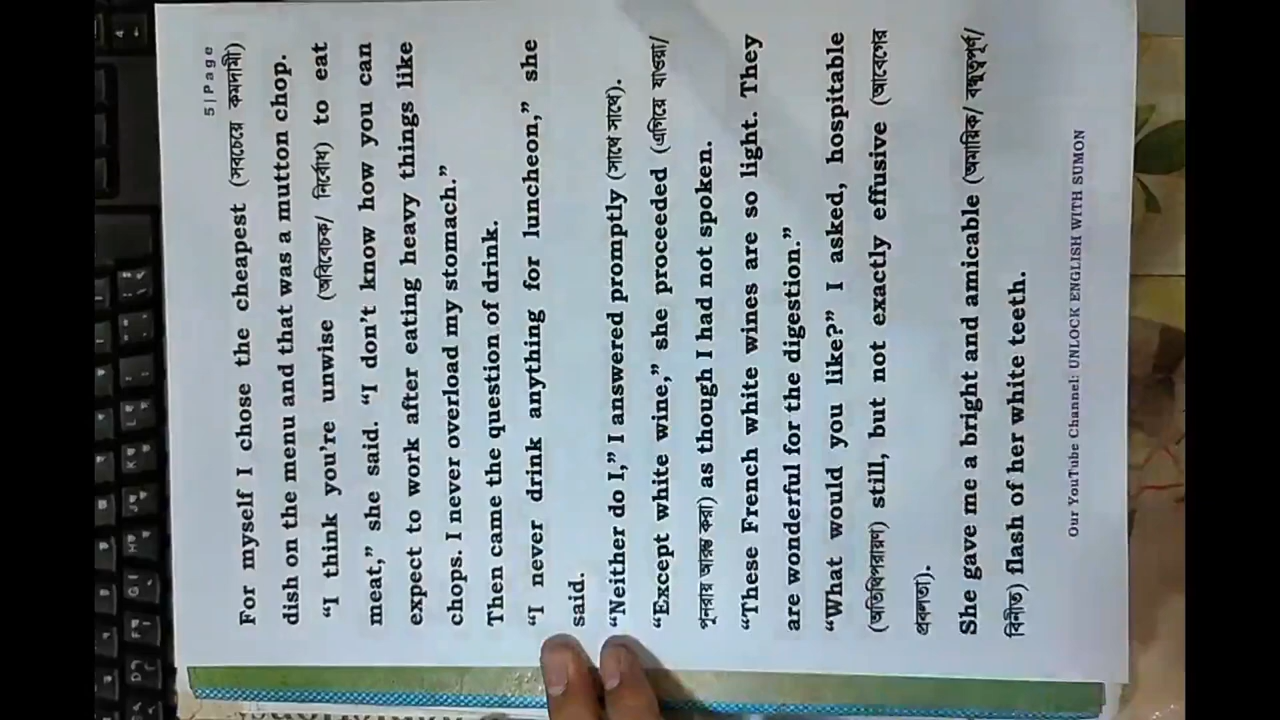 5 | Page
For myself I chose the cheapest (সবচেয়ে কমদামী)
dish on the menu and that was a mutton chop.
“I think you’re unwise (অবিবেচক/ নির্বোধ) to eat
meat,” she said. “I don’t know how you can
expect to work after eating heavy things like
chops. I never overload my stomach.”
Then came the question of drink.
“I never drink anything for luncheon,” she
said.
“Neither do I,” I answered promptly (সাথে সাথে).
“Except white wine,” she proceeded (এগিয়ে যাওয়া/
পুনরায় আরম্ভ করা) as though I had not spoken.
“These French white wines are so light. They
are wonderful for the digestion.”
“What would you like?” I asked, hospitable
(অতিথিপরায়ণ) still, but not exactly effusive (আবেগের
প্রবলতা).
She gave me a bright and amicable (অমায়িক/ বন্ধুত্বপূর্ণ/
বিনীত) flash of her white teeth.
Our YouTube Channel: UNLOCK ENGLISH WITH SUMON